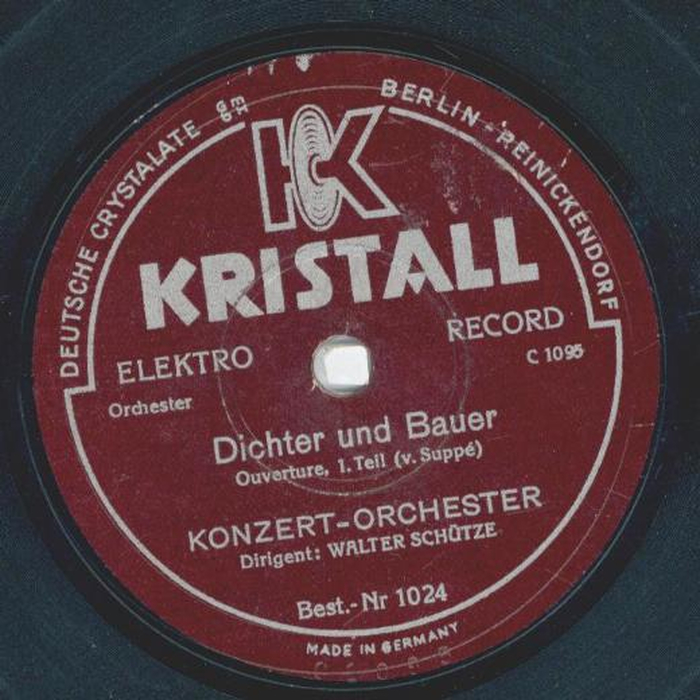 DEUTSCHE CRYSTALATE
BERLIN-REINICKENDORF
K
KRISTALL
ELEKTRO RECORD
Orchester C 1095
Dichter und Bauer
Ouverture, 1. Teil (v. Suppé)
KONZERT-ORCHESTER
Dirigent: WALTER SCHÜTZE
Best.-Nr 1024
MADE IN GERMANY